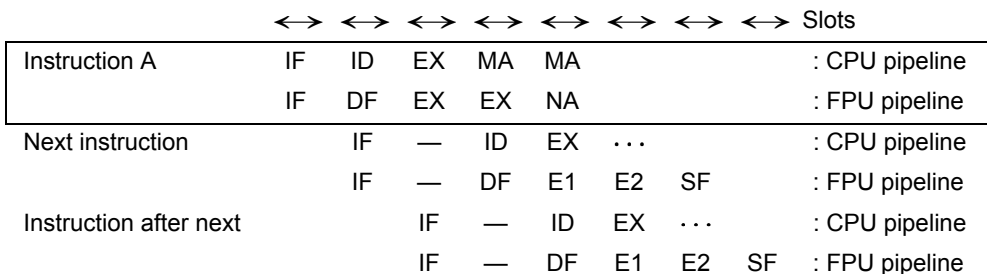 Slots
Instruction A IF ID EX MA MA : CPU pipeline
IF DF EX EX NA : FPU pipeline
Next instruction IF — ID EX ··· : CPU pipeline
IF — DF E1 E2 SF : FPU pipeline
Instruction after next IF — ID EX ··· : CPU pipeline
IF — DF E1 E2 SF : FPU pipeline